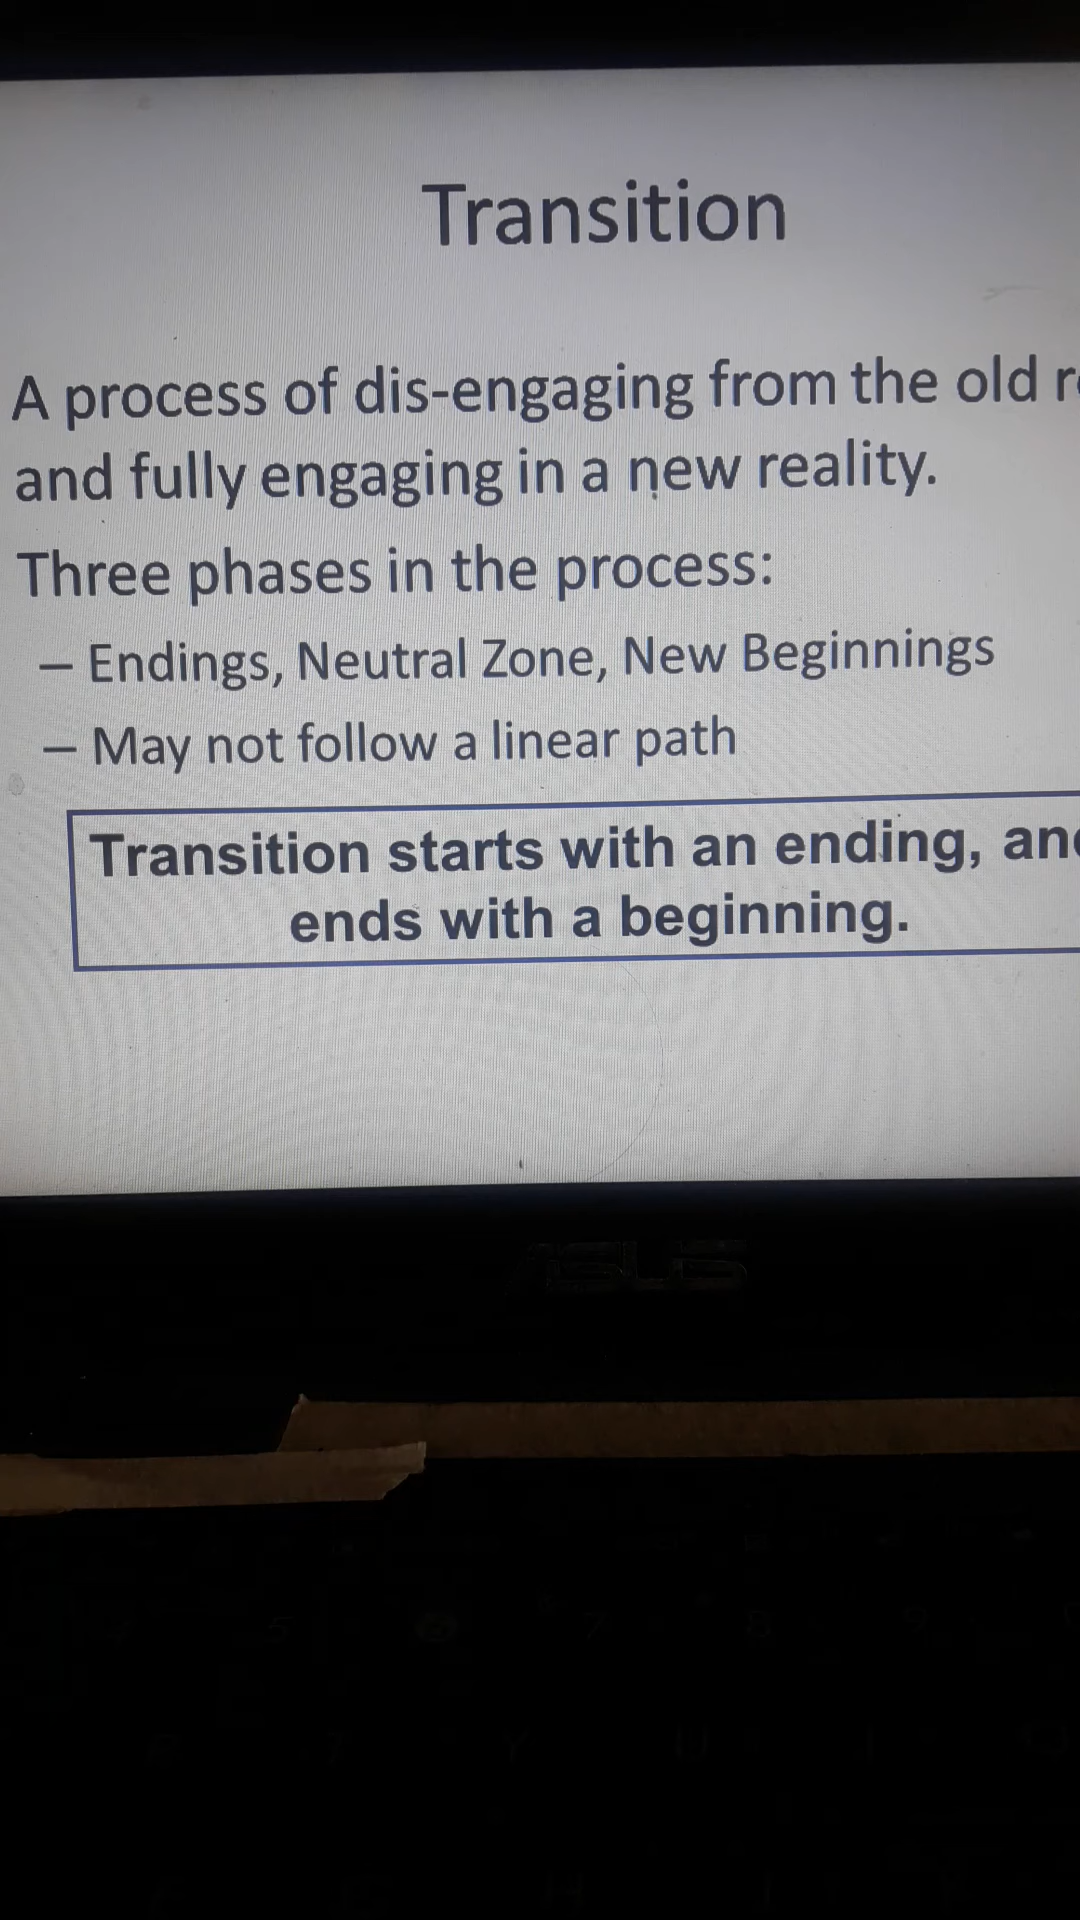 Transition
A process of dis-engaging from the old
and fully engaging in a new reality.
Three phases in the process:
– Endings, Neutral Zone, New Beginnings
– May not follow a linear path
Transition starts with an ending,
ends with a beginning.
ASUS